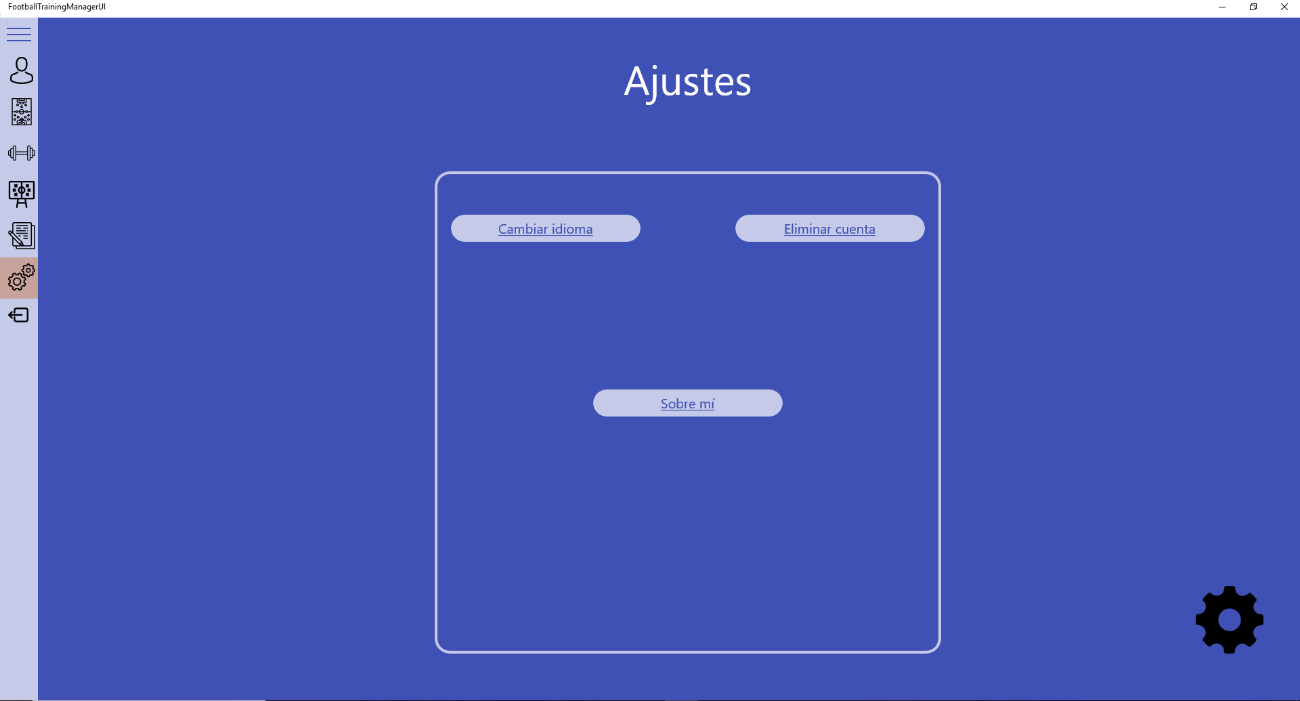 FootballTrainingManagerUI
Ajustes
Cambiar idioma
Eliminar cuenta
Sobre mí